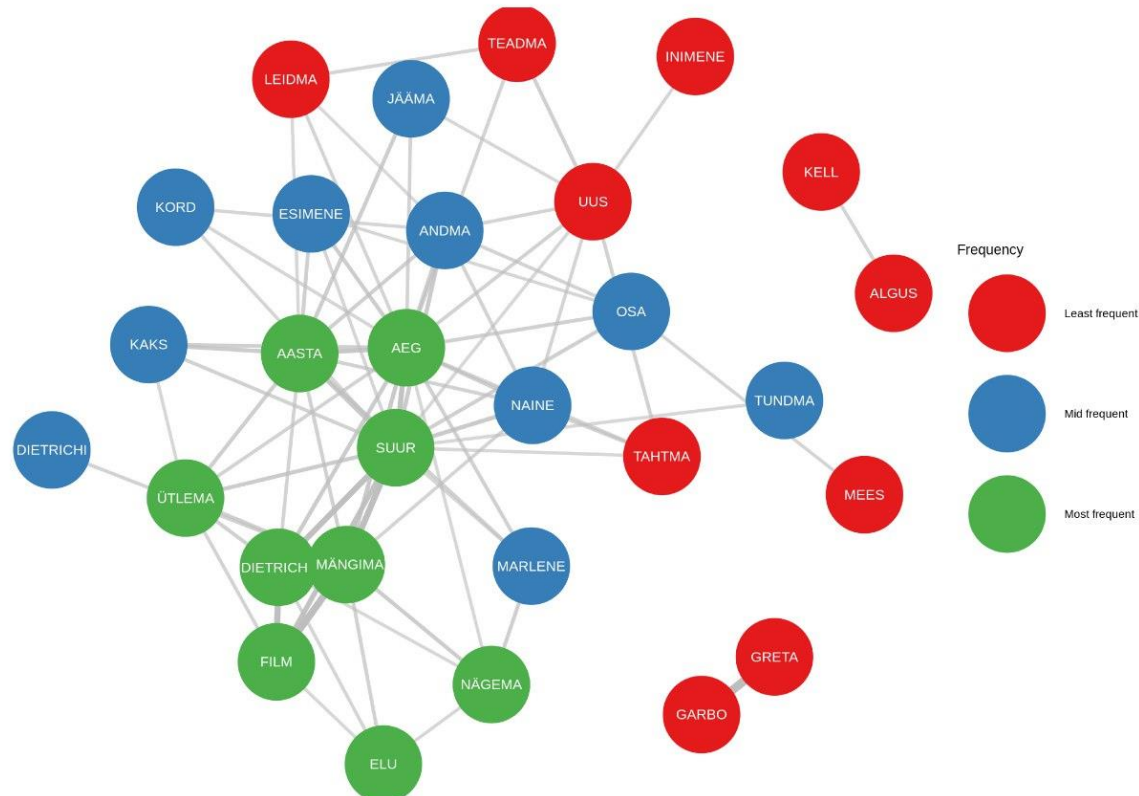 TEADMA
INIMENE
LEIDMA
JÄÄMA
KELL
UUS
KORD
ESIMENE
ANDMA
Frequency
ALGUS
OSA
Least frequent
KAKS
AASTA
AEG
NAINE
TUNDMA
Mid frequent
DIETRICHI
SUUR
TAHTMA
ÜTLEMA
MEES
Most frequent
DIETRICH
MÄNGIMA
MARLENE
FILM
NÄGEMA
GRETA
GARBO
ELU